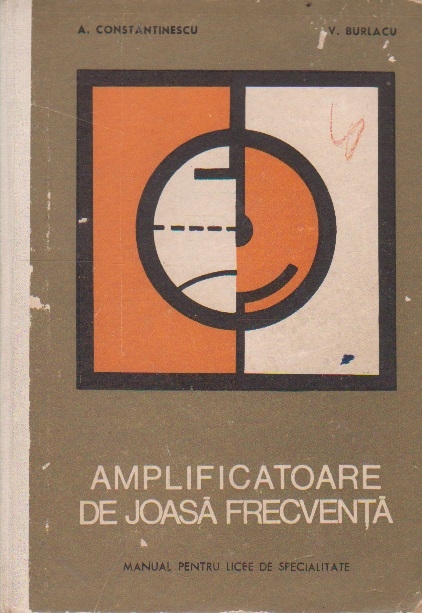 A. CONSTANTINESCU V. BURLACU
AMPLIFICATOARE
DE JOASĂ FRECVENȚĂ
MANUAL PENTRU LICEE DE SPECIALITATE